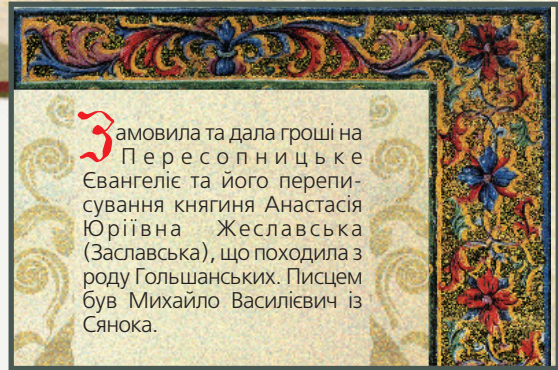 Замовила та дала гроші на
Пересопницьке
Євангеліє та його перепи-
сування княгиня Анастасія
Юріївна Жеславська
(Заславська), що походила з
роду Гольшанських. Писцем
був Михайло Василієвич із
Сянока.